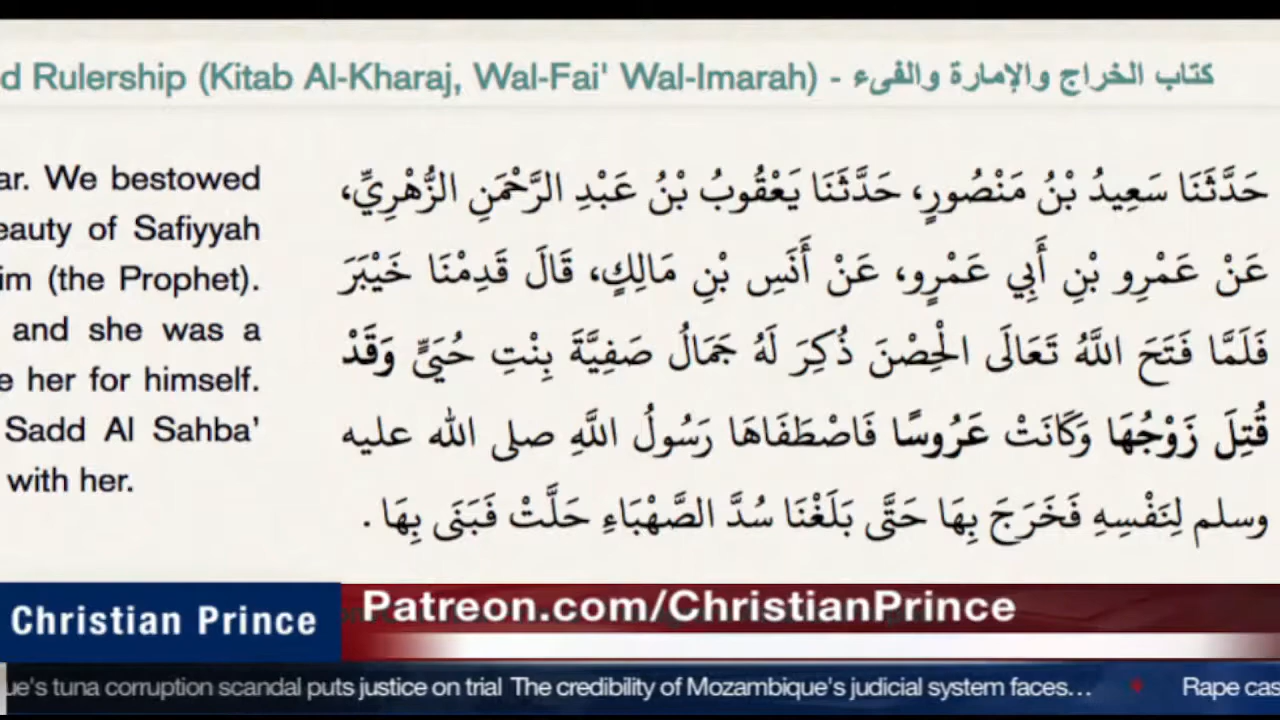 d Rulership (Kitab Al-Kharaj, Wal-Fai' Wal-Imarah) - كتاب الخراج والإمارة والفىء
ar. We bestowed
eauty of Safiyyah
im (the Prophet).
and she was a
e her for himself.
Sadd Al Sahba'
with her.
حَدَّثَنَا سَعِيدُ بْنُ مَنْصُورٍ، حَدَّثَنَا يَعْقُوبُ بْنُ عَبْدِ الرَّحْمَنِ الزُّهْرِيِّ،
عَنْ عَمْرِو بْنِ أَبِي عَمْرٍو، عَنْ أَنَسِ بْنِ مَالِكٍ، قَالَ قَدِمْنَا خَيْبَرَ
فَلَمَّا فَتَحَ اللَّهُ تَعَالَى الْحِصْنَ ذُكِرَ لَهُ جَمَالُ صَفِيَّةَ بِنْتِ حُيَىٍّ وَقَدْ
قُتِلَ زَوْجُهَا وَكَانَتْ عَرُوسًا فَاصْطَفَاهَا رَسُولُ اللَّهِ صلى الله عليه
وسلم لِنَفْسِهِ فَخَرَجَ بِهَا حَتَّى بَلَغْنَا سُدَّ الصَّهْبَاءِ حَلَّتْ فَبَنَى بِهَا .
Christian Prince
Patreon.com/ChristianPrince
ue's tuna corruption scandal puts justice on trial The credibility of Mozambique's judicial system faces... Rape cas